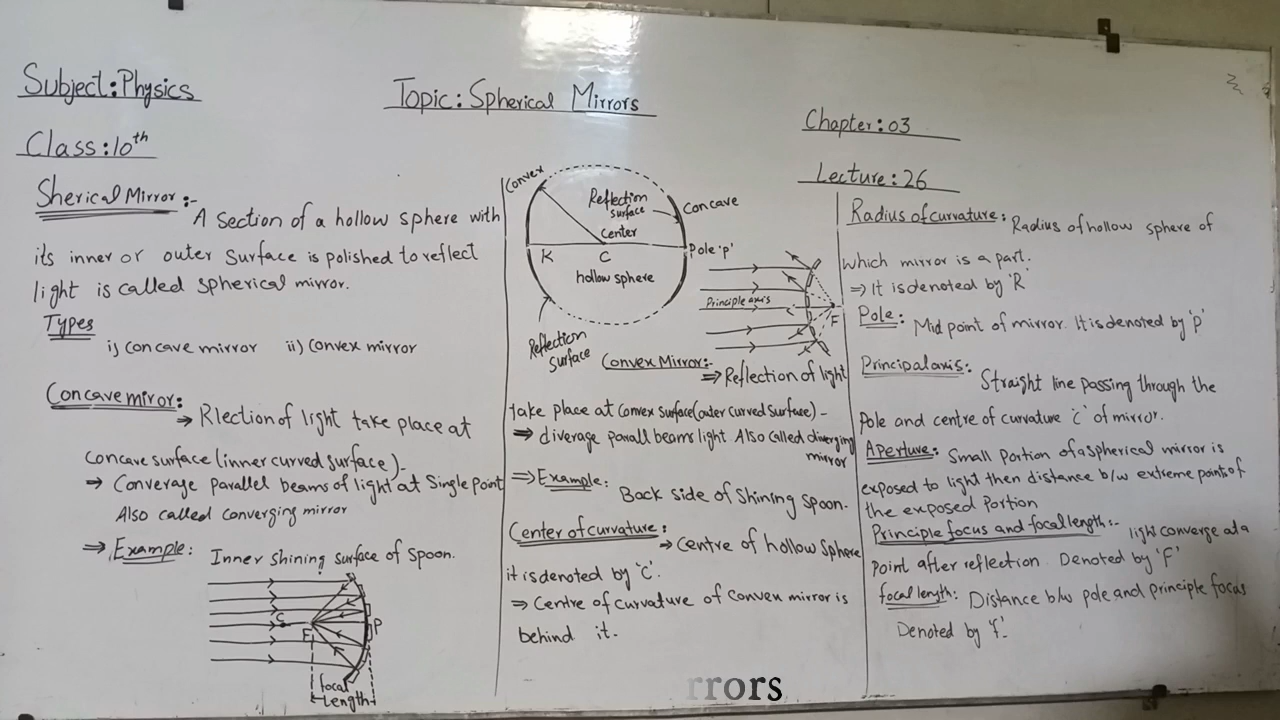 Subject: Physics
Topic: Spherical Mirrors
Chapter: 03
Class: 10th
Lecture: 26
Sherical Mirror:-
A section of a hollow sphere with
its inner or outer surface is polished to reflect
light is called spherical mirror.
Types
i) concave mirror ii) convex mirror
Concave miror:
⇒ Rlection of light take place at
concave surface (inner curved surface)-
→ Converage parallel beams of light at single point
Also called converging mirror
⇒ Example: Inner shining surface of spoon.
C
F
P
focal
length
Convex
Reflection
surface
Concave
center
K
C
Pole 'p'
hollow sphere
Reflection
surface
Principle axis
F
Convex Mirror:-
⇒ Reflection of light
take place at convex surface (outer curved surface)-
⇒ diverage parall beams light Also called diverging
mirror
⇒ Example: Back side of shining spoon.
Center of curvature:
→ Centre of hollow sphere
it is denoted by 'C'.
⇒ Centre of curvature of convex mirror is
behind it-
Radius of curvature: Radius of hollow sphere of
which mirror is a part.
⇒ It is denoted by 'R'
Pole: Mid point of mirror. It is denoted by 'p'
Principal axis: Straight line passing through the
Pole and centre of curvature 'c' of mirror.
Aperture: Small portion of a spherical mirror is
exposed to light then distance b/w extreme points of
the exposed portion
Principle focus and focal length:- light converge at a
point after reflection. Denoted by 'F'
focal length: Distance b/w pole and principle focus
Denoted by 'f'.
rrors